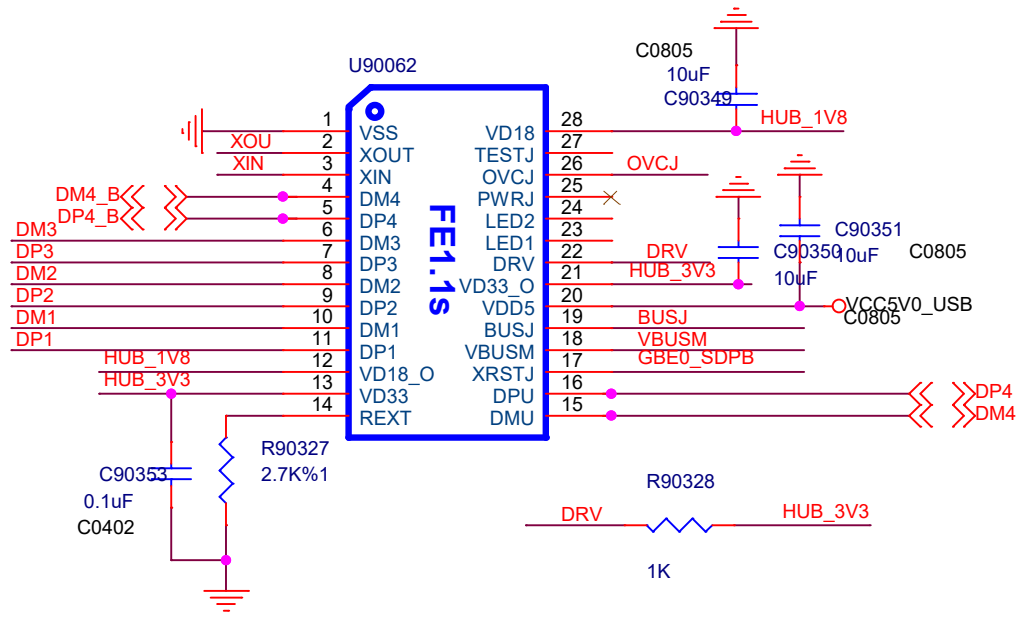 C0805
10uF
C90349
HUB_1V8
U90062
1 VSS
2 XOUT
3 XIN
4 DM4
5 DP4
6 DM3
7 DP3
8 DM2
9 DP2
10 DM1
11 DP1
12 VD18_O
13 VD33
14 REXT
XOU
XIN
DM4_B
DP4_B
DM3
DP3
DM2
DP2
DM1
DP1
HUB_1V8
HUB_3V3
FE1.1s
VD18 28
TESTJ 27
OVCJ 26
PWRJ 25
LED2 24
LED1 23
DRV 22
VD33_O 21
VDD5 20
BUSJ 19
VBUSM 18
XRSTJ 17
DPU 16
DMU 15
OVCJ
DRV
HUB_3V3
C90350
10uF
C90351
10uF
C0805
VCC5V0_USB
C0805
BUSJ
VBUSM
GBE0_SDPB
DP4
DM4
C90353
0.1uF
C0402
R90327
2.7K%1
R90328
DRV
HUB_3V3
1K